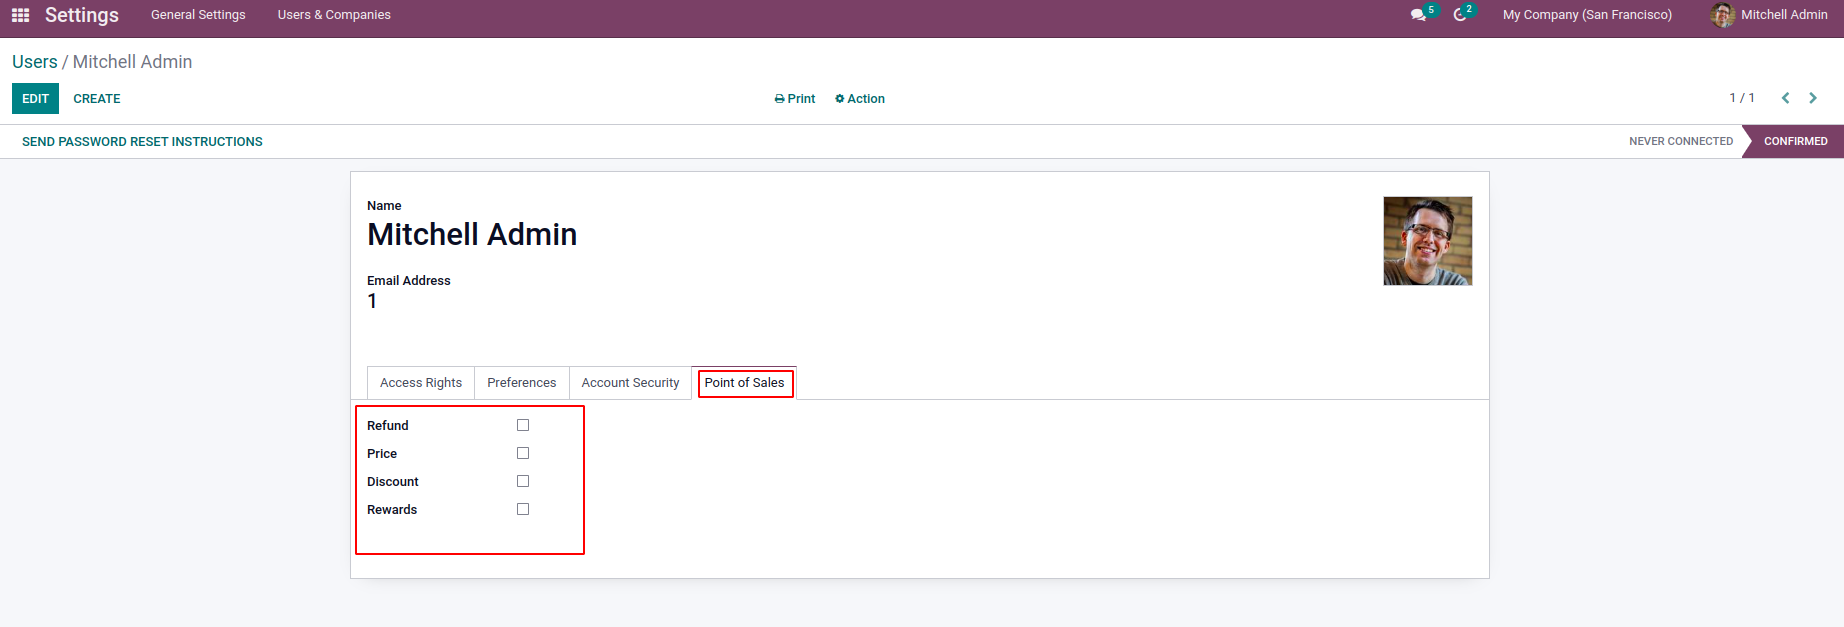 Settings General Settings Users & Companies 5 2 My Company (San Francisco) Mitchell Admin
Users / Mitchell Admin
EDIT CREATE Print Action 1 / 1
SEND PASSWORD RESET INSTRUCTIONS NEVER CONNECTED CONFIRMED
Name
Mitchell Admin
Email Address
1
Access Rights Preferences Account Security Point of Sales
Refund
Price
Discount
Rewards